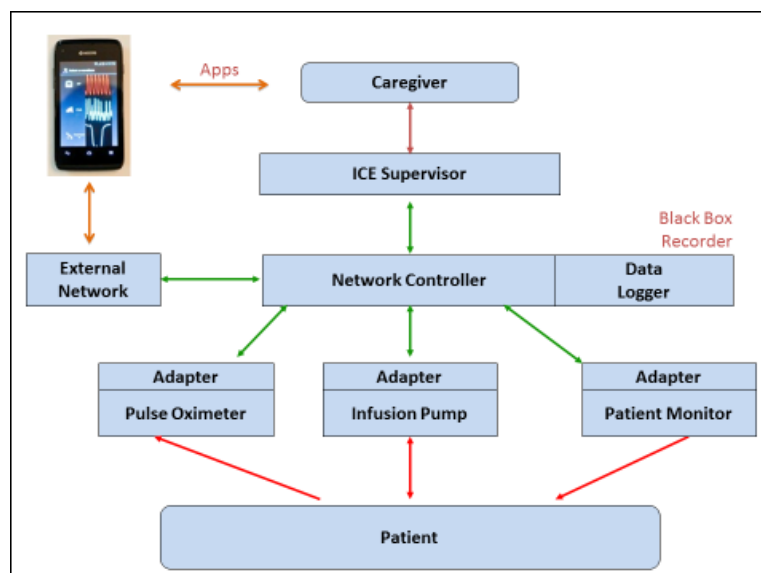 Apps
Caregiver
ICE Supervisor
Black Box
Recorder
External
Network
Network Controller
Data
Logger
Adapter
Pulse Oximeter
Adapter
Infusion Pump
Adapter
Patient Monitor
Patient